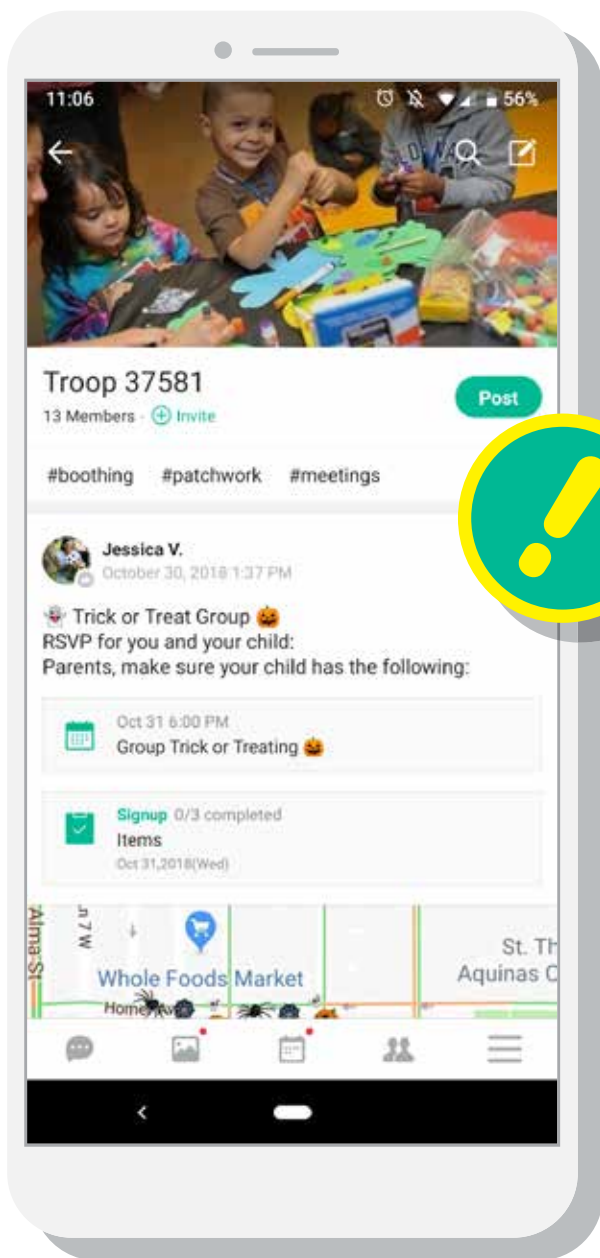 11:06
56%
Troop 37581
13 Members · Invite
Post
#boothing #patchwork #meetings
Jessica V.
October 30, 2018 1:37 PM
👻 Trick or Treat Group 🎃
RSVP for you and your child:
Parents, make sure your child has the following:
Oct 31 6:00 PM
Group Trick or Treating 🎃
Signup 0/3 completed
Items
Oct 31,2018(Wed)
Alma St
St. Th
Whole Foods Market
Aquinas C